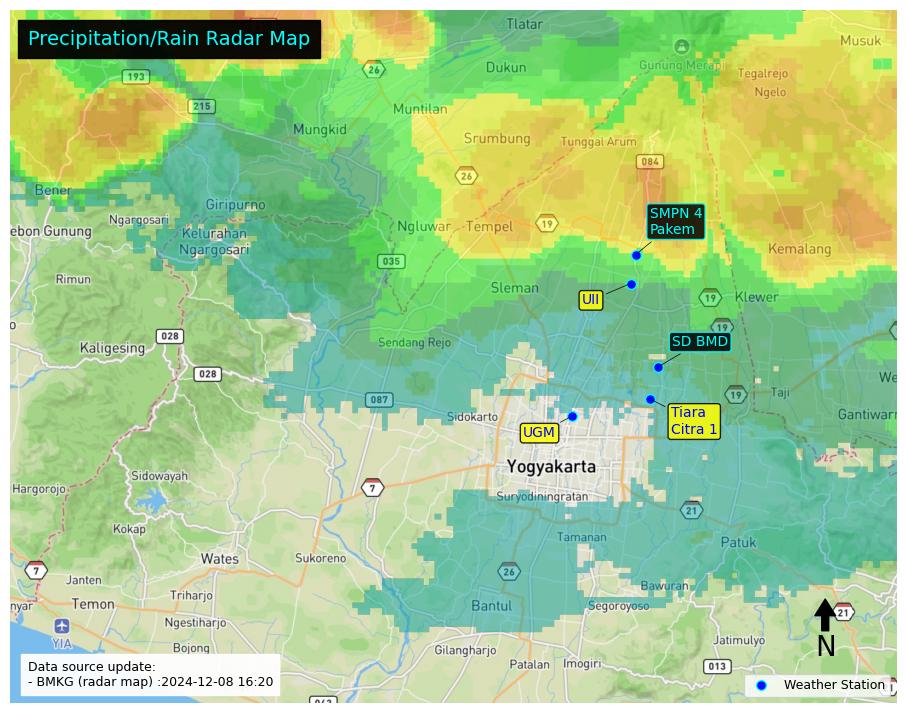 Precipitation/Rain Radar Map
Tlatar
Musuk
26
Dukun
Gunung Merapi
Tegalrejo
193
Ngelo
215
Muntilan
Mungkid
Srumbung
Tunggal Arum
084
26
Bener
Giripurno
SMPN 4
Pakem
Ngargosari
Ngluwar
Tempel
19
ebon Gunung
Kelurahan
Ngargosari
Kemalang
035
Rimun
Sleman
UII
19
Klewer
19
028
Sendang Rejo
SD BMD
Kaligesing
028
We
087
19
Taji
Sidokarto
Tiara
Citra 1
Gantiwarr
UGM
Yogyakarta
Sidowayah
7
Hargorojo
Suryodiningratan
21
Kokap
Tamanan
Patuk
Wates
Sukoreno
7
26
Janten
Bawuran
Triharjo
nyar
Temon
Bantul
Segoroyoso
21
Ngestiharjo
YIA
N
Bojong
Gilangharjo
Jatimulyo
Patalan
Imogiri
013
Data source update:
- BMKG (radar map) :2024-12-08 16:20
Weather Station